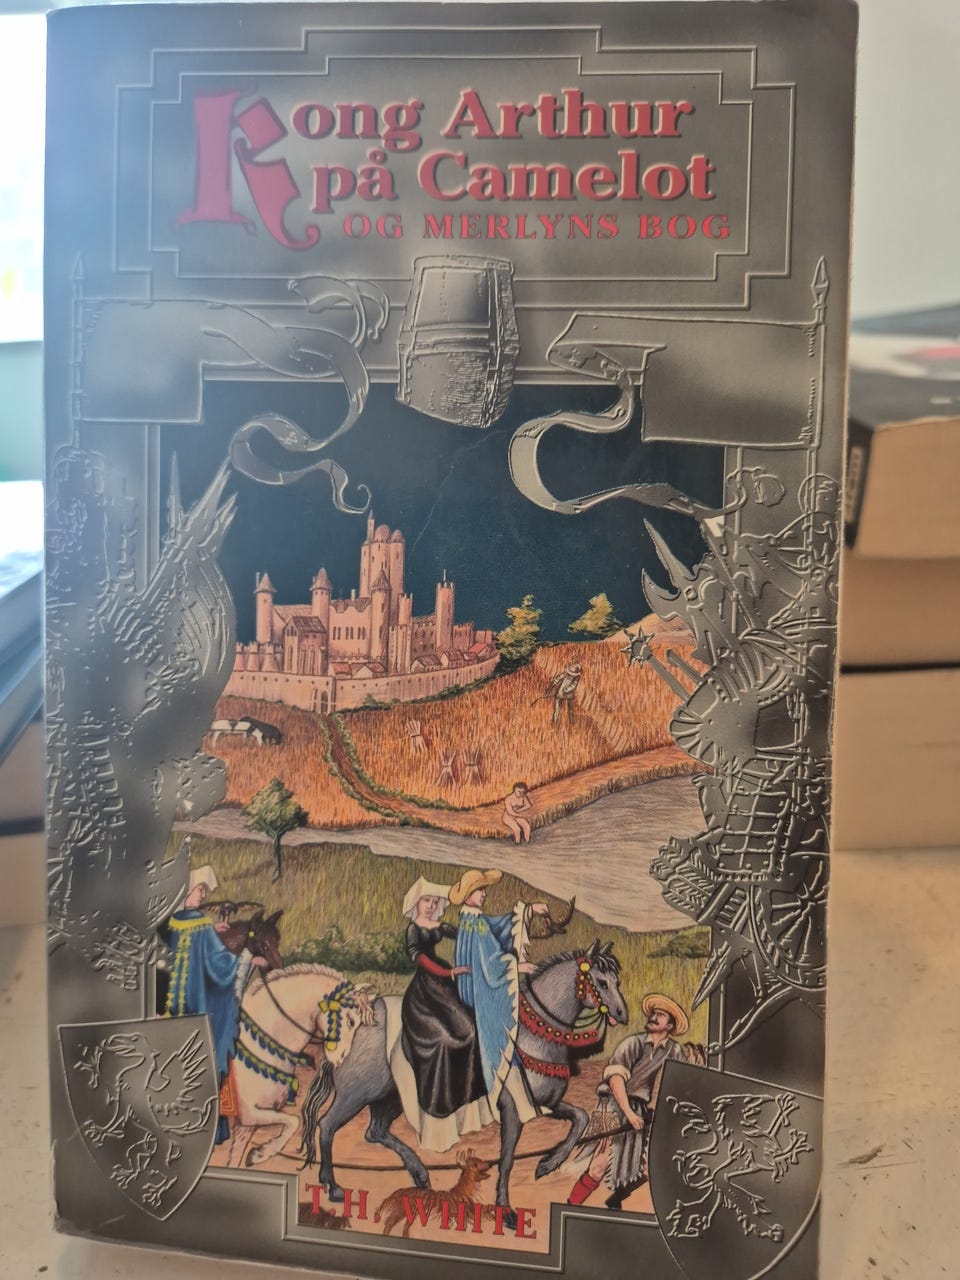 Kong Arthur
på Camelot
OG MERLYNS BOG
T.H. WHITE